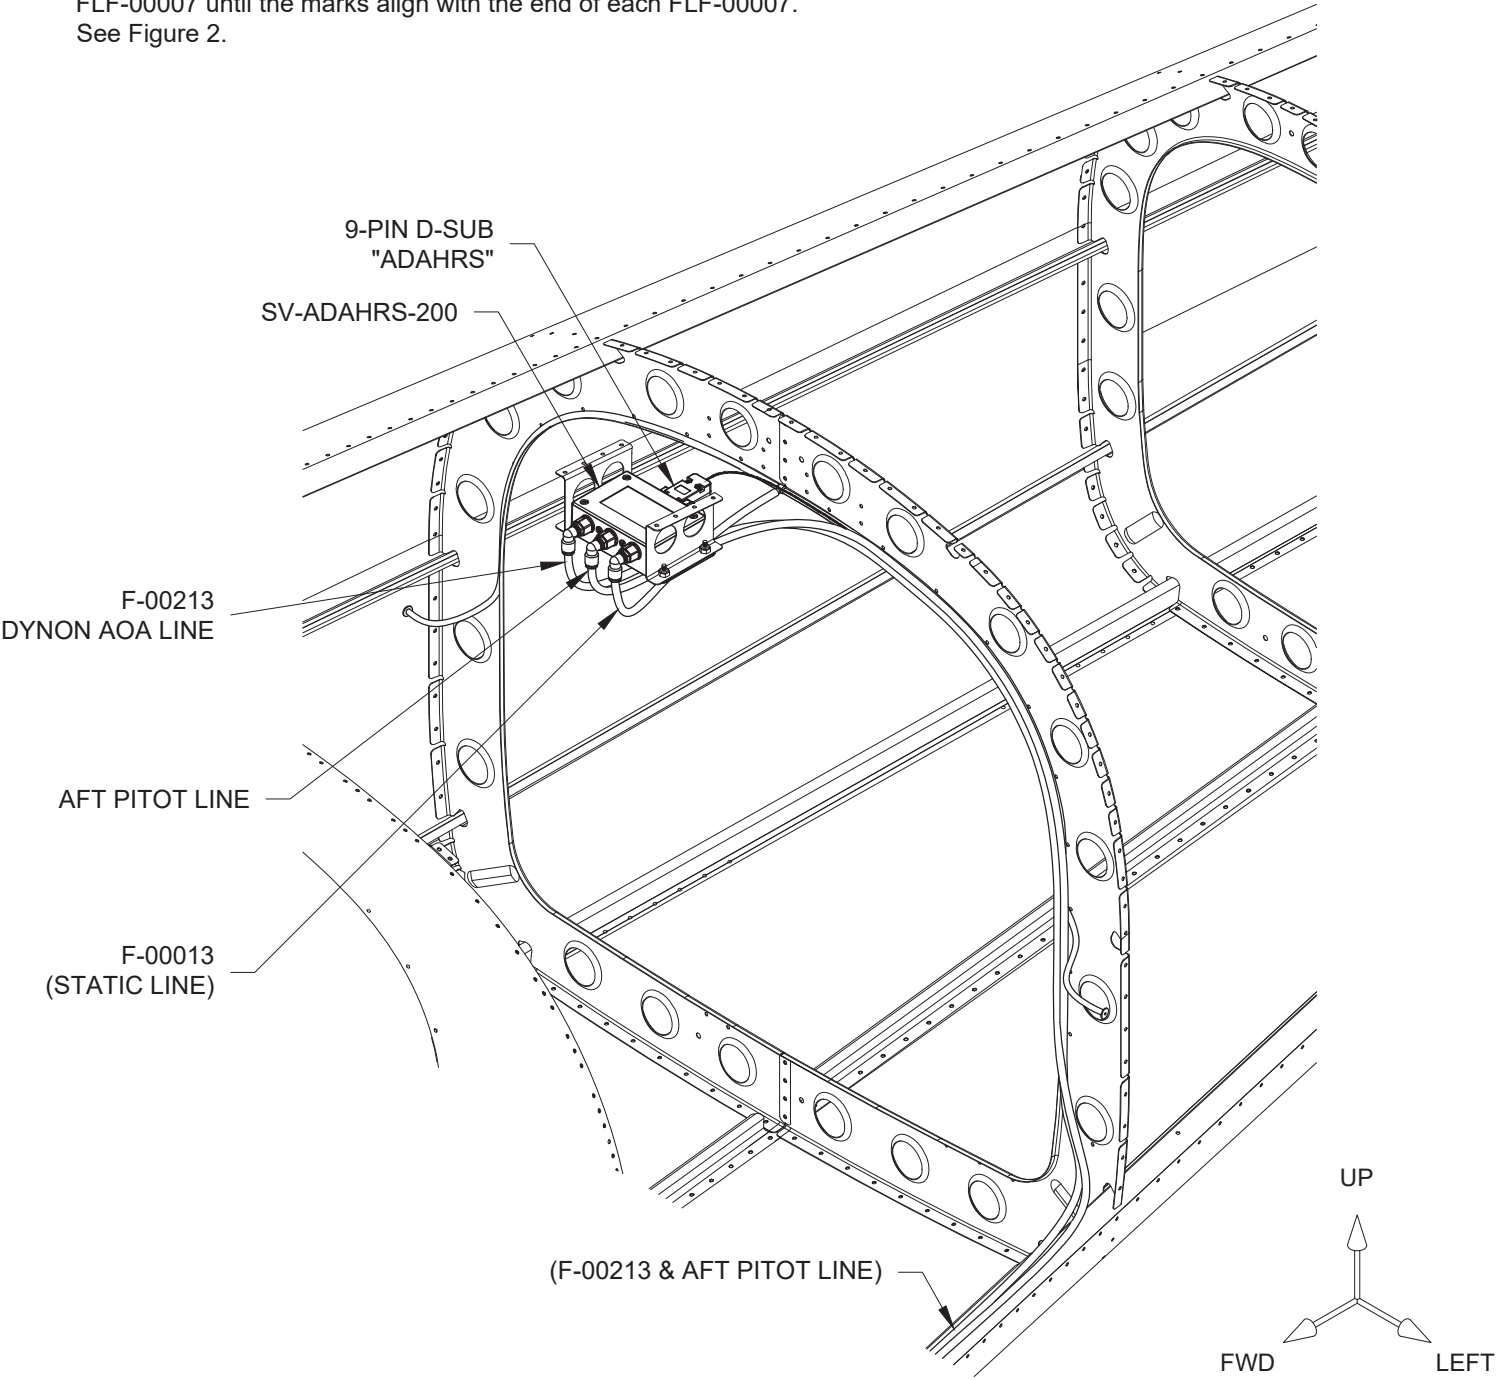 FLF-00007 until the marks align with the end of each FLF-00007.
See Figure 2.
9-PIN D-SUB
"ADAHRS"
SV-ADAHRS-200
F-00213
DYNON AOA LINE
AFT PITOT LINE
F-00013
(STATIC LINE)
(F-00213 & AFT PITOT LINE)
UP
FWD
LEFT